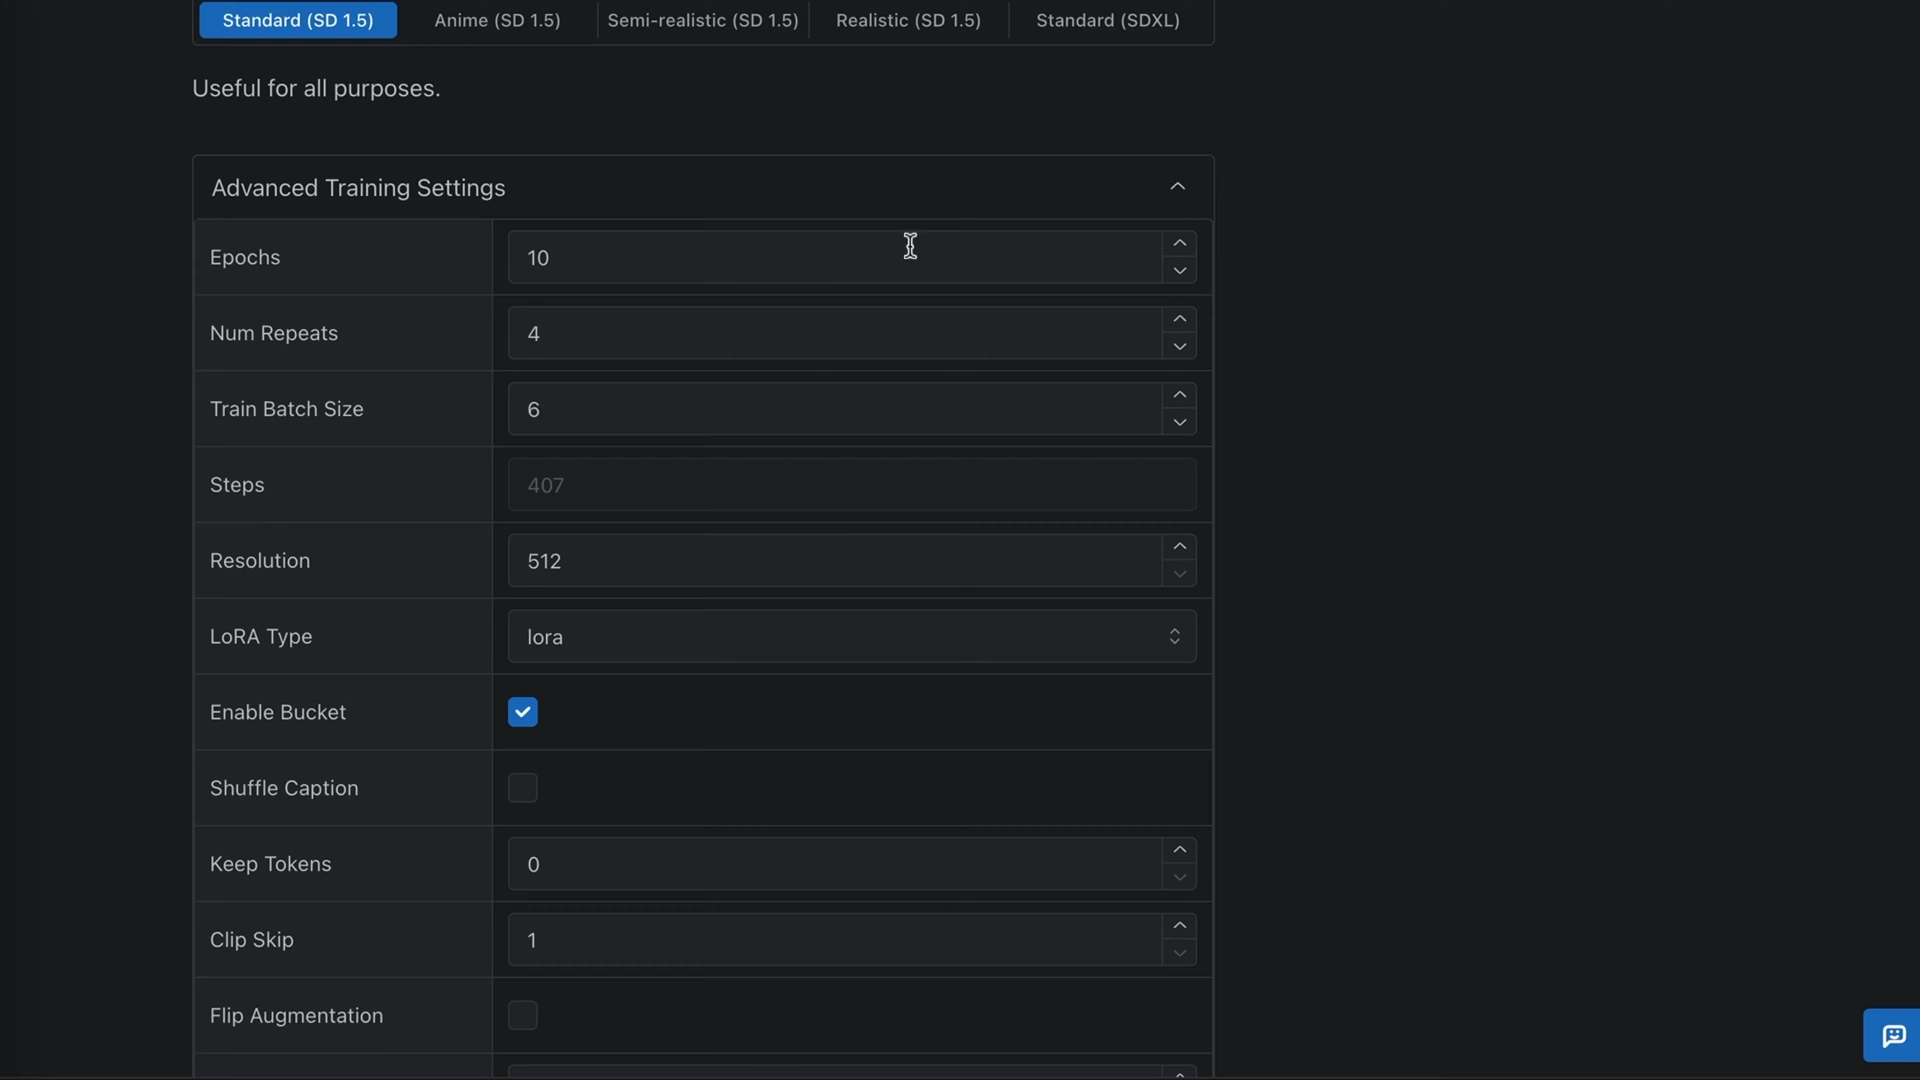 Standard (SD 1.5) Anime (SD 1.5) Semi-realistic (SD 1.5) Realistic (SD 1.5) Standard (SDXL)
Useful for all purposes.
Advanced Training Settings
Epochs 10
Num Repeats 4
Train Batch Size 6
Steps 407
Resolution 512
LoRA Type lora
Enable Bucket
Shuffle Caption
Keep Tokens 0
Clip Skip 1
Flip Augmentation